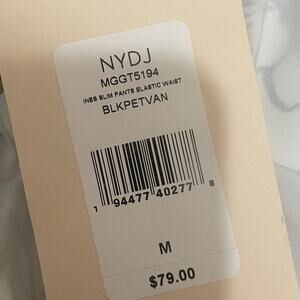 NYDJ
MGGT5194
INES SLIM PANTS ELASTIC WAIST
BLKPETVAN
1 94477 40277 8
M
$79.00